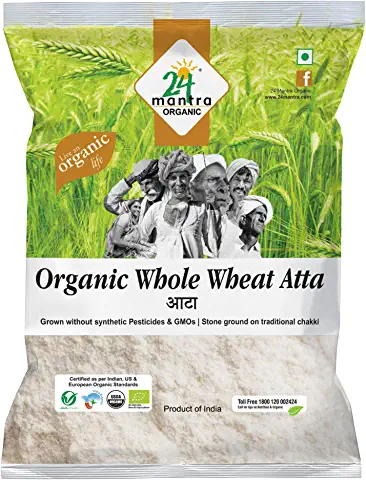 24
mantra
ORGANIC
24 Mantra Organic
www.24mantra.com
Live an
organic
life
Organic Whole Wheat Atta
आटा
Grown without synthetic Pesticides & GMOs | Stone ground on traditional chakki
Certified as per Indian, US &
European Organic Standards
USDA
ORGANIC
Product of India
Toll Free 1800 120 002424